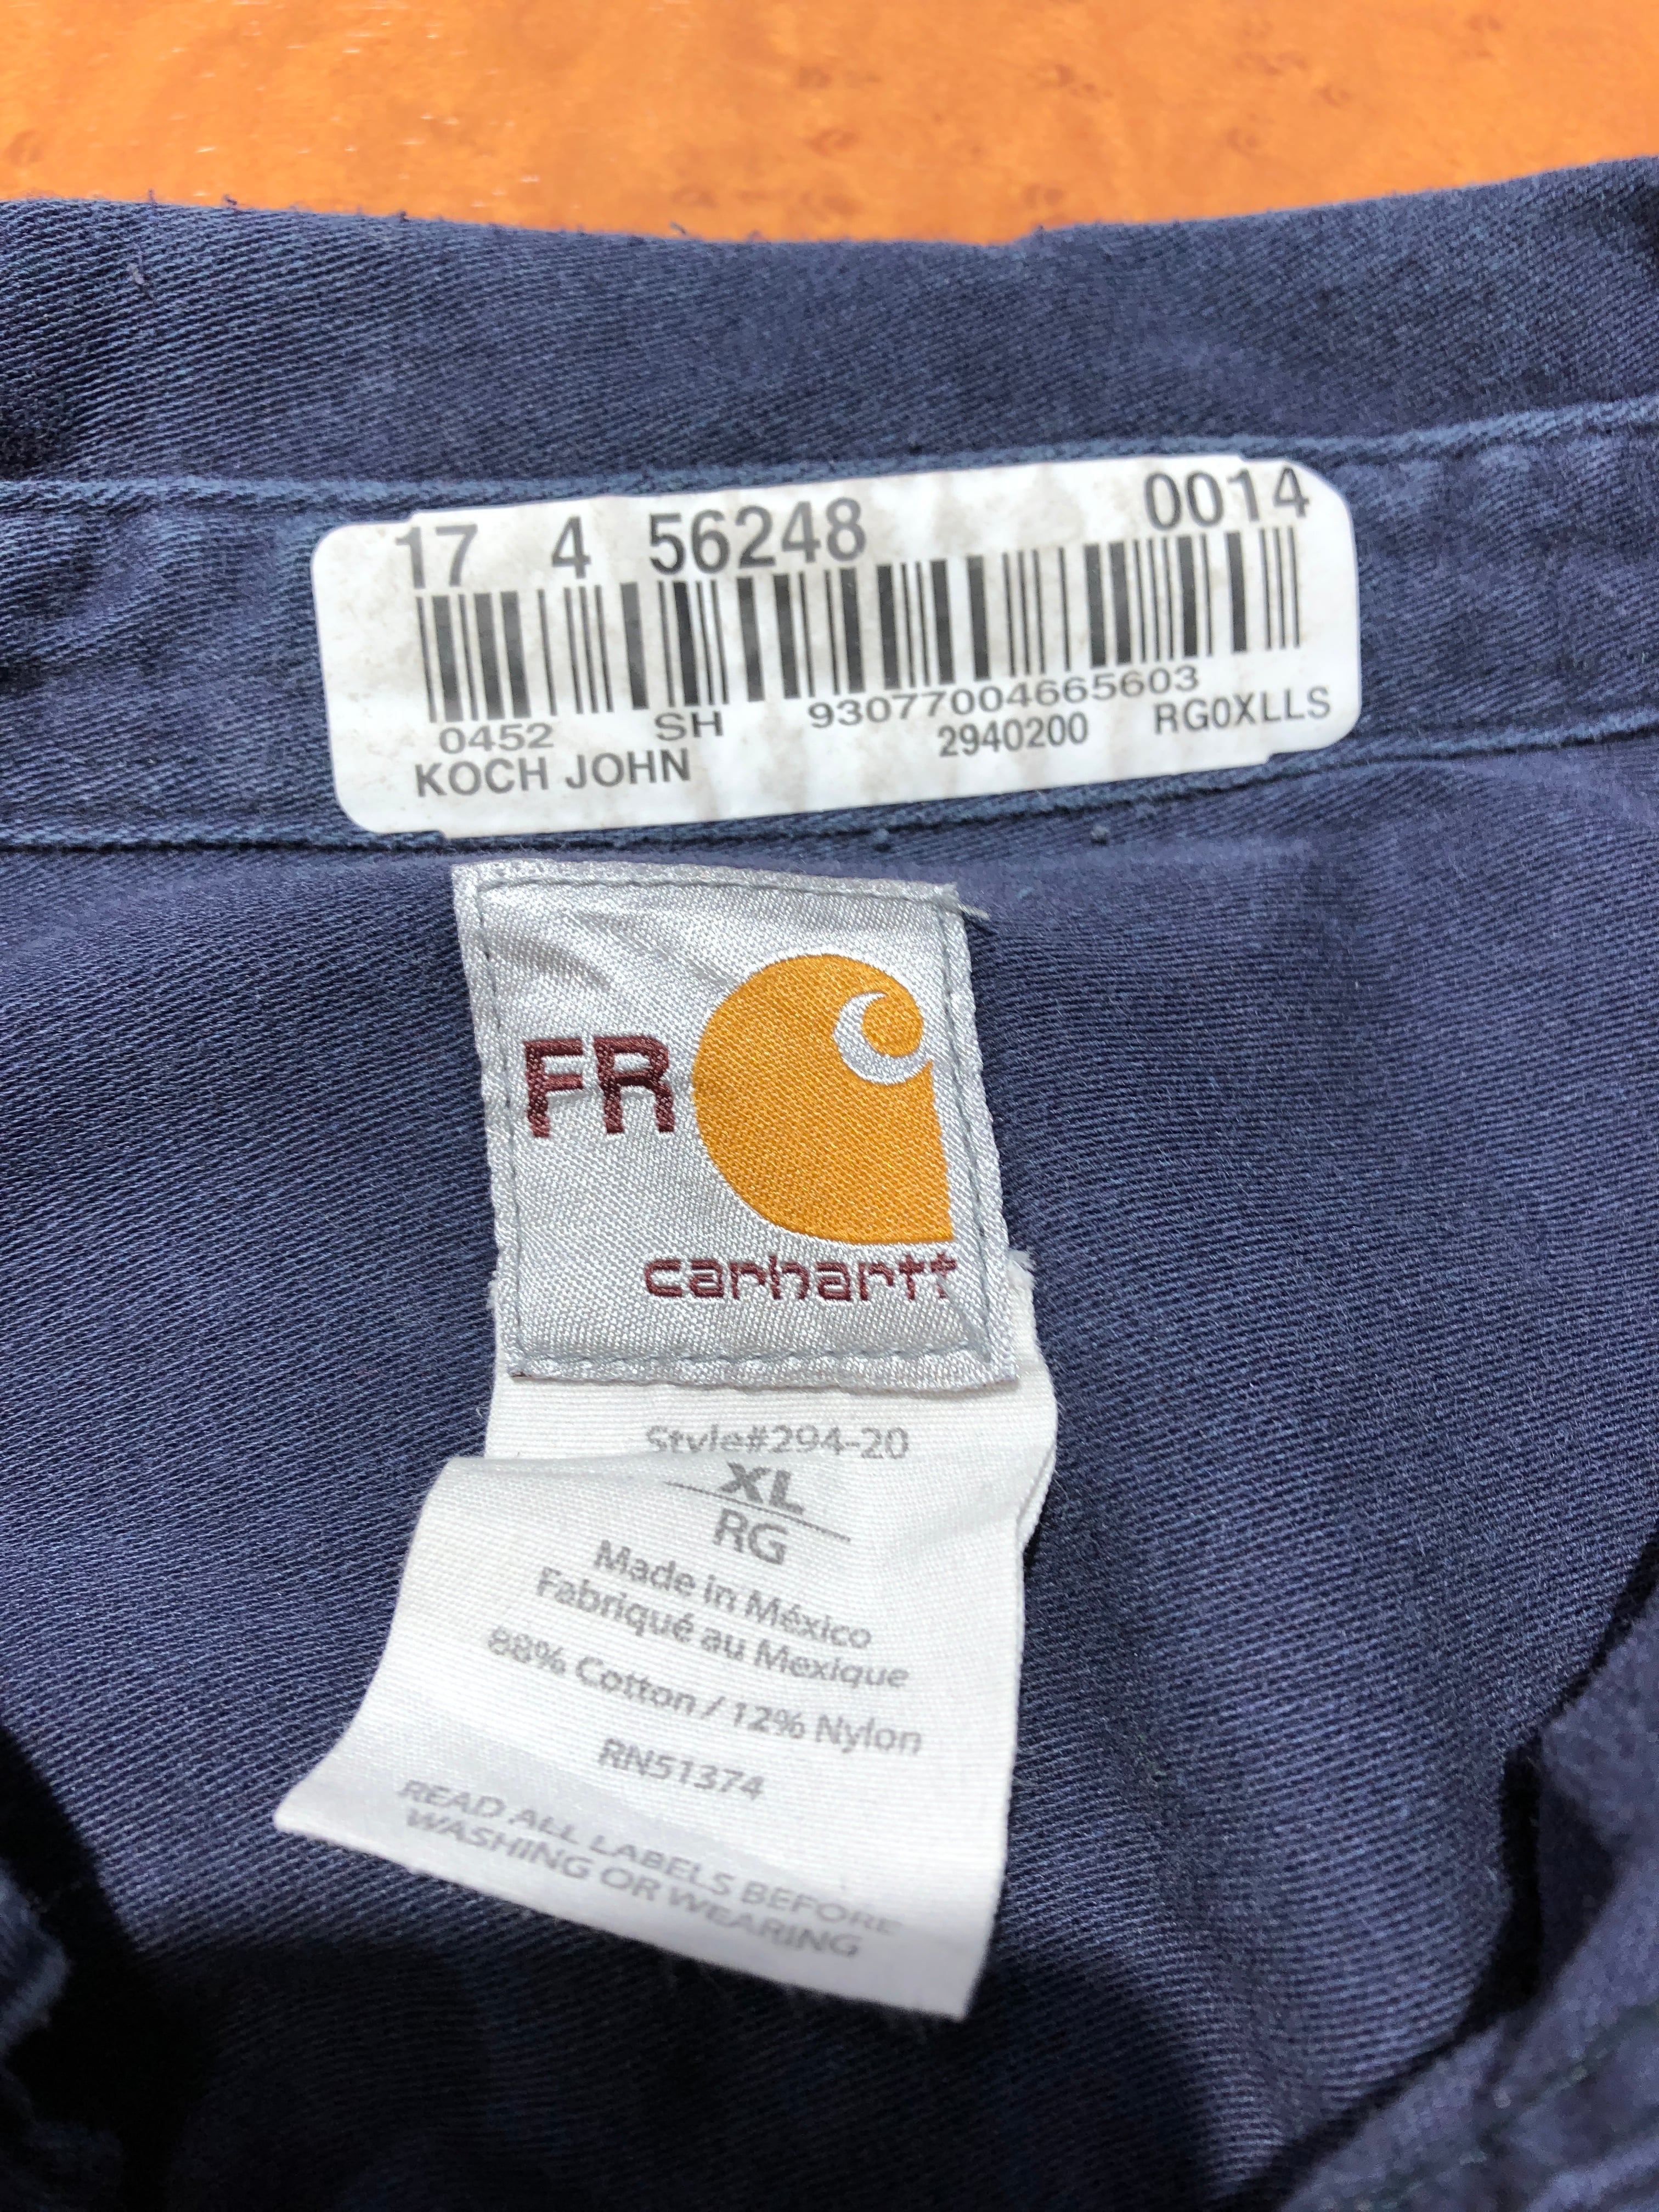 17 4 56248 0014
0452 SH 93077004665603
KOCH JOHN 2940200 RG0XLLS
FR
carhartt
Style#294-20
XL
RG
Made in México
Fabriqué au Mexique
88% Cotton / 12% Nylon
RN51374
READ ALL LABELS BEFORE
WASHING OR WEARING